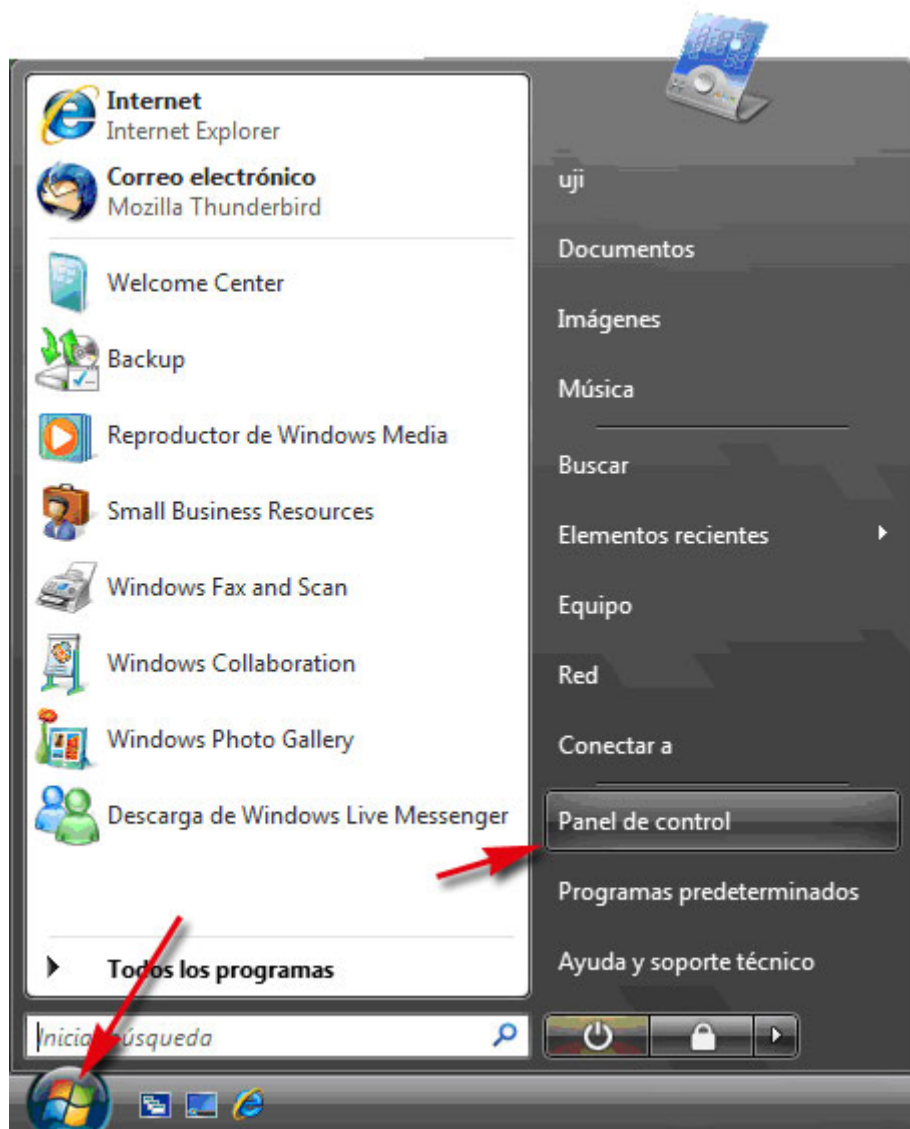 Internet
Internet Explorer
Correo electrónico
Mozilla Thunderbird
Welcome Center
Backup
Reproductor de Windows Media
Small Business Resources
Windows Fax and Scan
Windows Collaboration
Windows Photo Gallery
Descarga de Windows Live Messenger
Todos los programas
Iniciar búsqueda
uji
Documentos
Imágenes
Música
Buscar
Elementos recientes
Equipo
Red
Conectar a
Panel de control
Programas predeterminados
Ayuda y soporte técnico